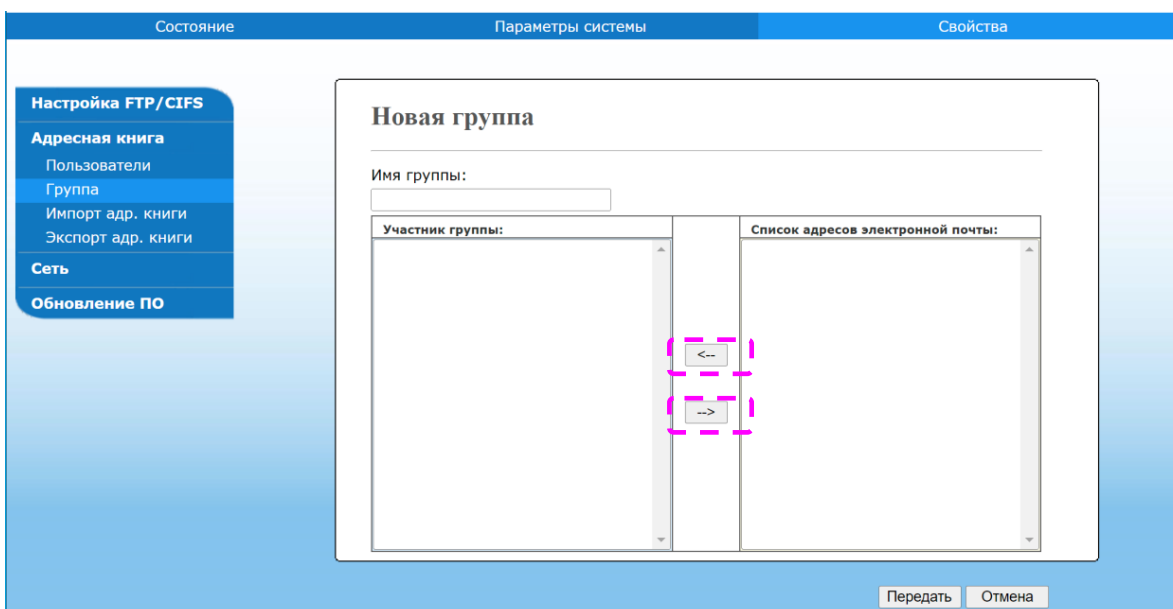 Состояние
Параметры системы
Свойства
Настройка FTP/CIFS
Адресная книга
Пользователи
Группа
Импорт адр. книги
Экспорт адр. книги
Сеть
Обновление ПО
Новая группа
Имя группы:
Участник группы:
Список адресов электронной почты:
<--
-->
Передать
Отмена